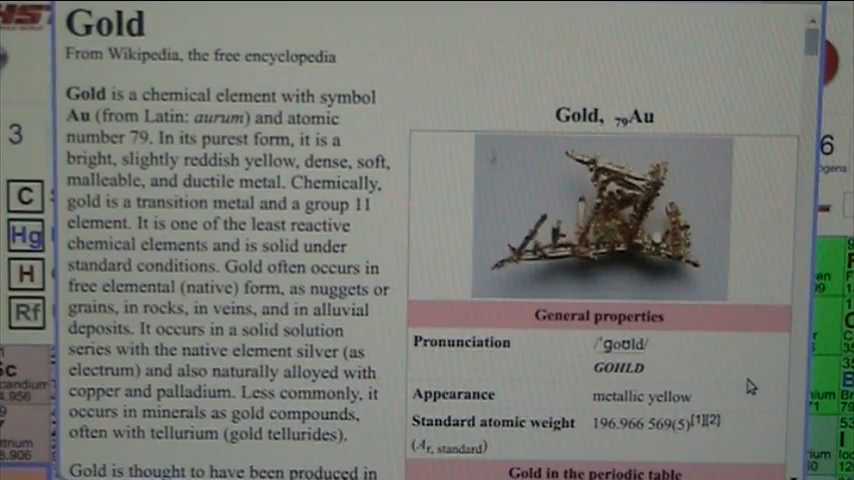 Gold
From Wikipedia, the free encyclopedia
Gold is a chemical element with symbol
Au (from Latin: aurum) and atomic
number 79. In its purest form, it is a
bright, slightly reddish yellow, dense, soft,
malleable, and ductile metal. Chemically,
gold is a transition metal and a group 11
element. It is one of the least reactive
chemical elements and is solid under
standard conditions. Gold often occurs in
free elemental (native) form, as nuggets or
grains, in rocks, in veins, and in alluvial
deposits. It occurs in a solid solution
series with the native element silver (as
electrum) and also naturally alloyed with
copper and palladium. Less commonly, it
occurs in minerals as gold compounds,
often with tellurium (gold tellurides).
Gold is thought to have been produced in
Gold, 79Au
General properties
Pronunciation /ˈɡoʊld/
GOHLD
Appearance metallic yellow
Standard atomic weight 196.966 569(5)[1][2]
(Ar, standard)
Gold in the periodic table
3
C
Hg
H
Rf
6